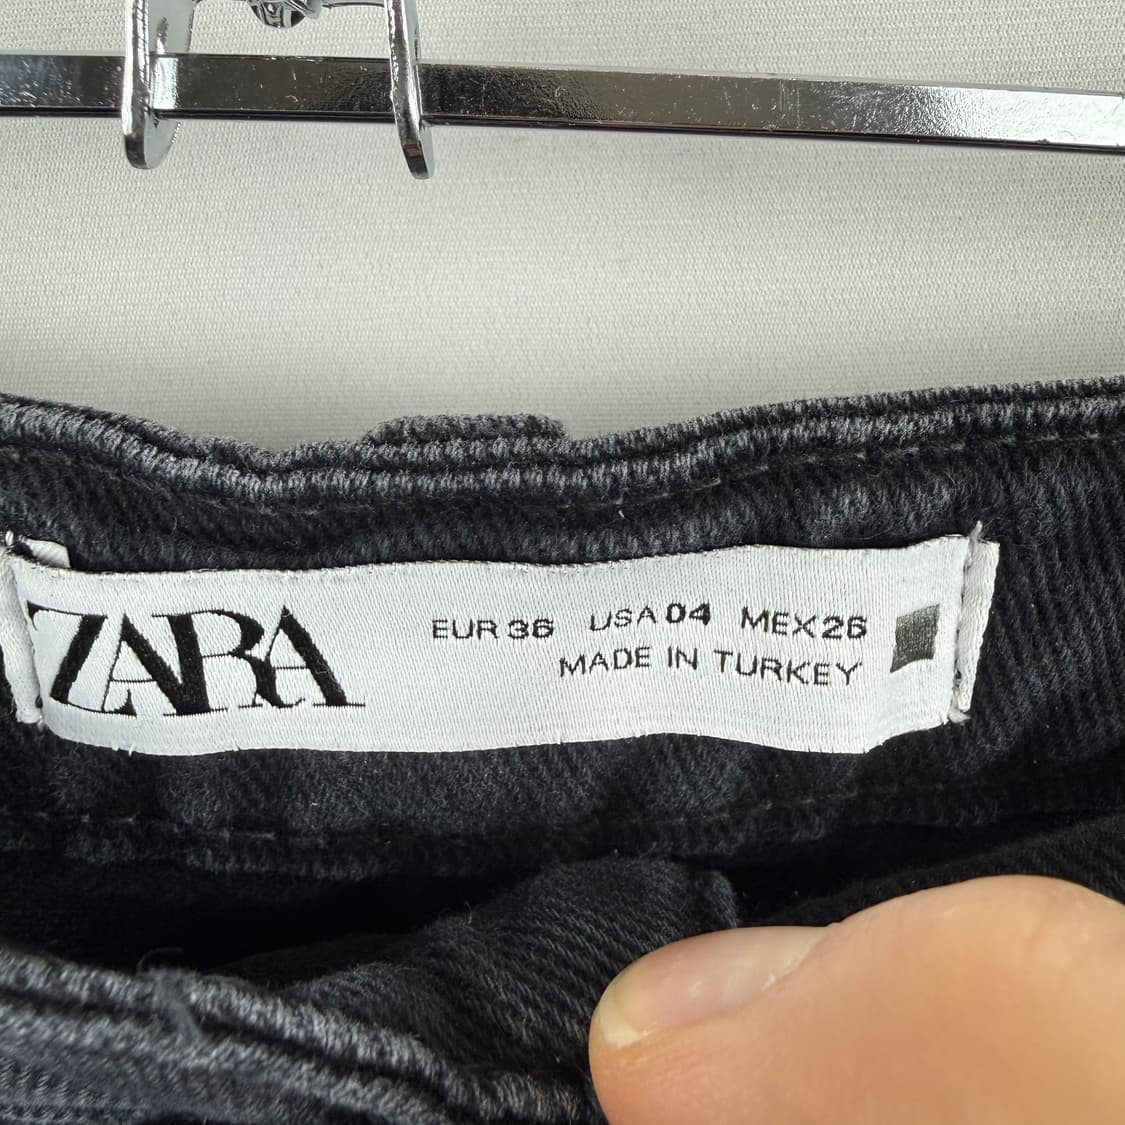 ZARA
EUR 36 USA 04 MEX 26
MADE IN TURKEY